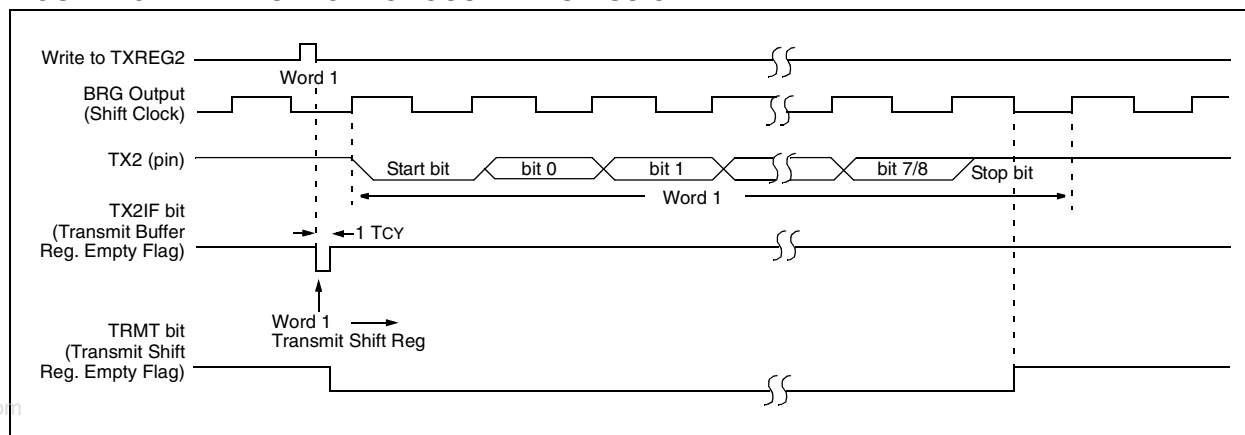 Write to TXREG2
Word 1
BRG Output
(Shift Clock)
TX2 (pin)
Start bit
bit 0
bit 1
bit 7/8
Stop bit
Word 1
TX2IF bit
(Transmit Buffer
Reg. Empty Flag)
1 TCY
Word 1
Transmit Shift Reg
TRMT bit
(Transmit Shift
Reg. Empty Flag)
om